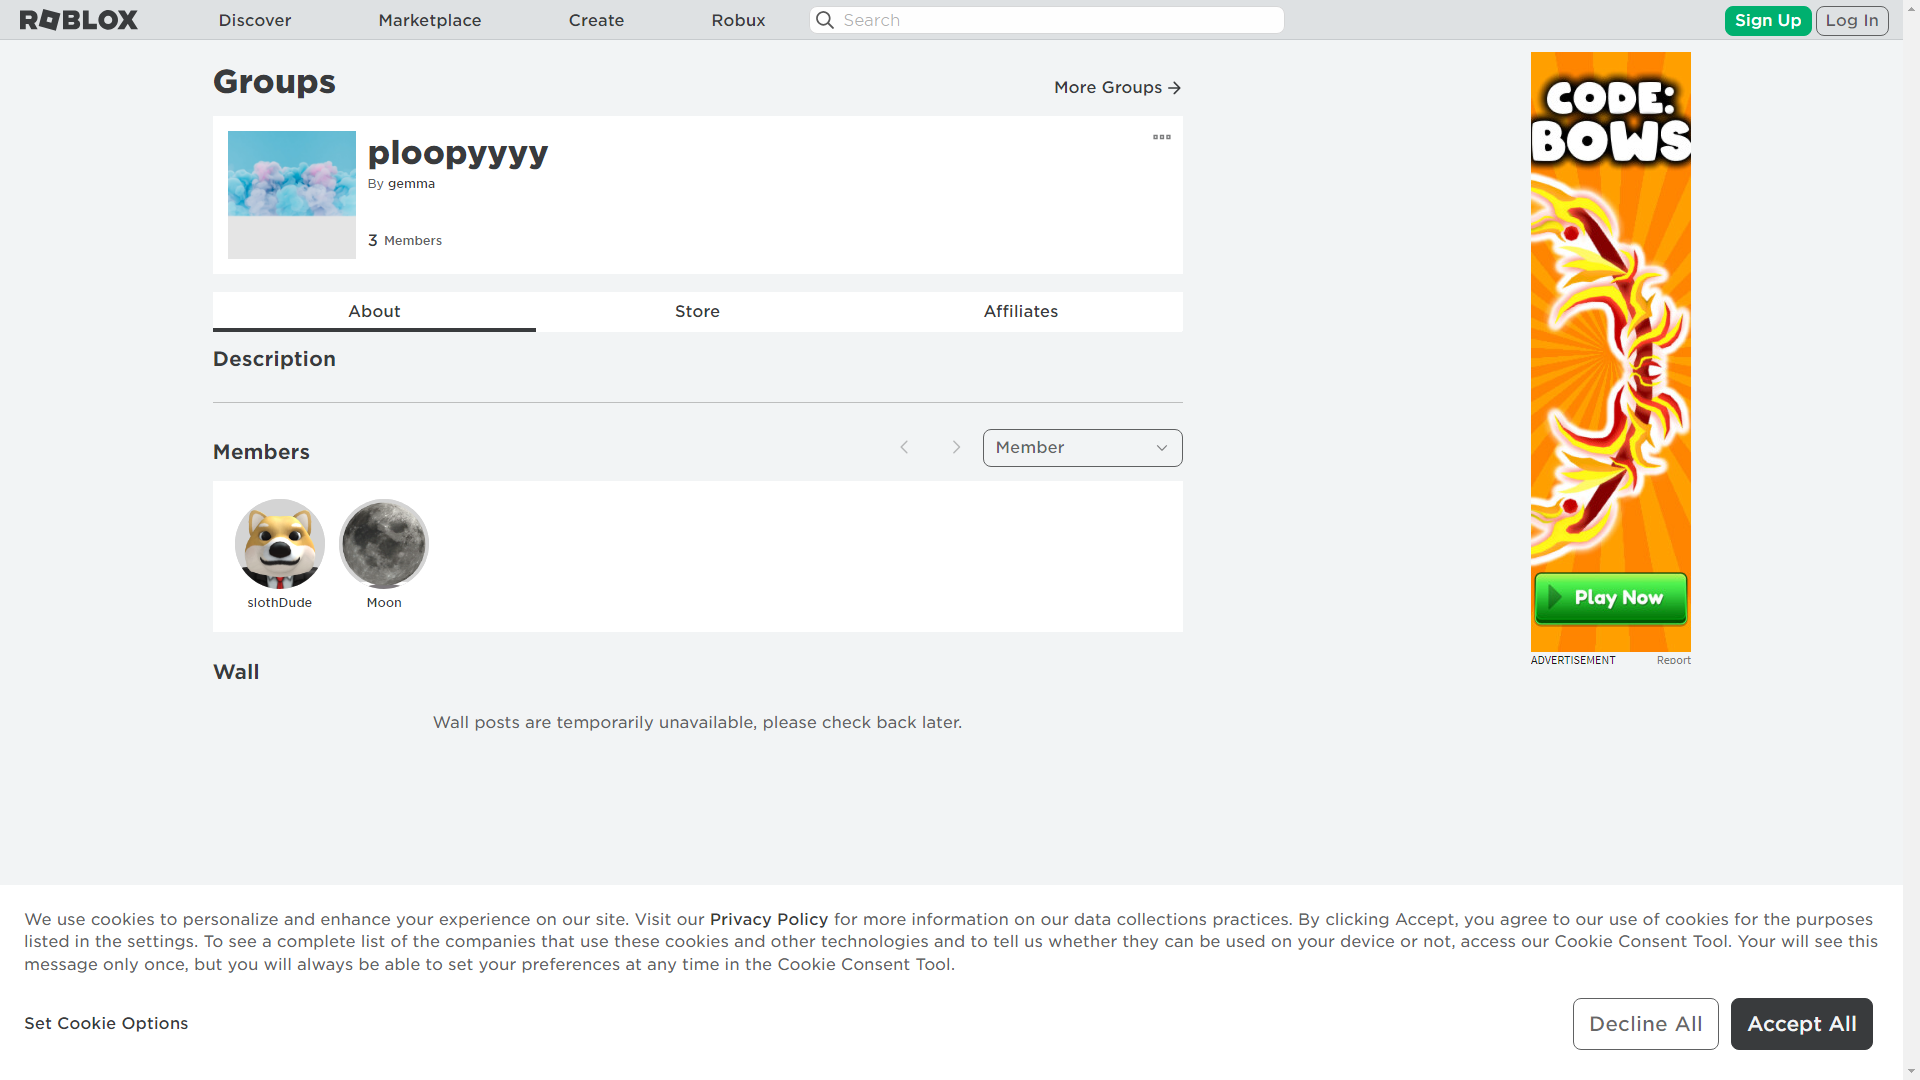 ROBLOX
Discover
Marketplace
Create
Robux
Search
Sign Up
Log In
Groups
More Groups
ploopyyyy
By gemma
3 Members
About
Store
Affiliates
Description
Members
Member
slothDude
Moon
Wall
Wall posts are temporarily unavailable, please check back later.
CODE:
BOWS
Play Now
ADVERTISEMENT
Report
We use cookies to personalize and enhance your experience on our site. Visit our Privacy Policy for more information on our data collections practices. By clicking Accept, you agree to our use of cookies for the purposes
listed in the settings. To see a complete list of the companies that use these cookies and other technologies and to tell us whether they can be used on your device or not, access our Cookie Consent Tool. Your will see this
message only once, but you will always be able to set your preferences at any time in the Cookie Consent Tool.
Set Cookie Options
Decline All
Accept All